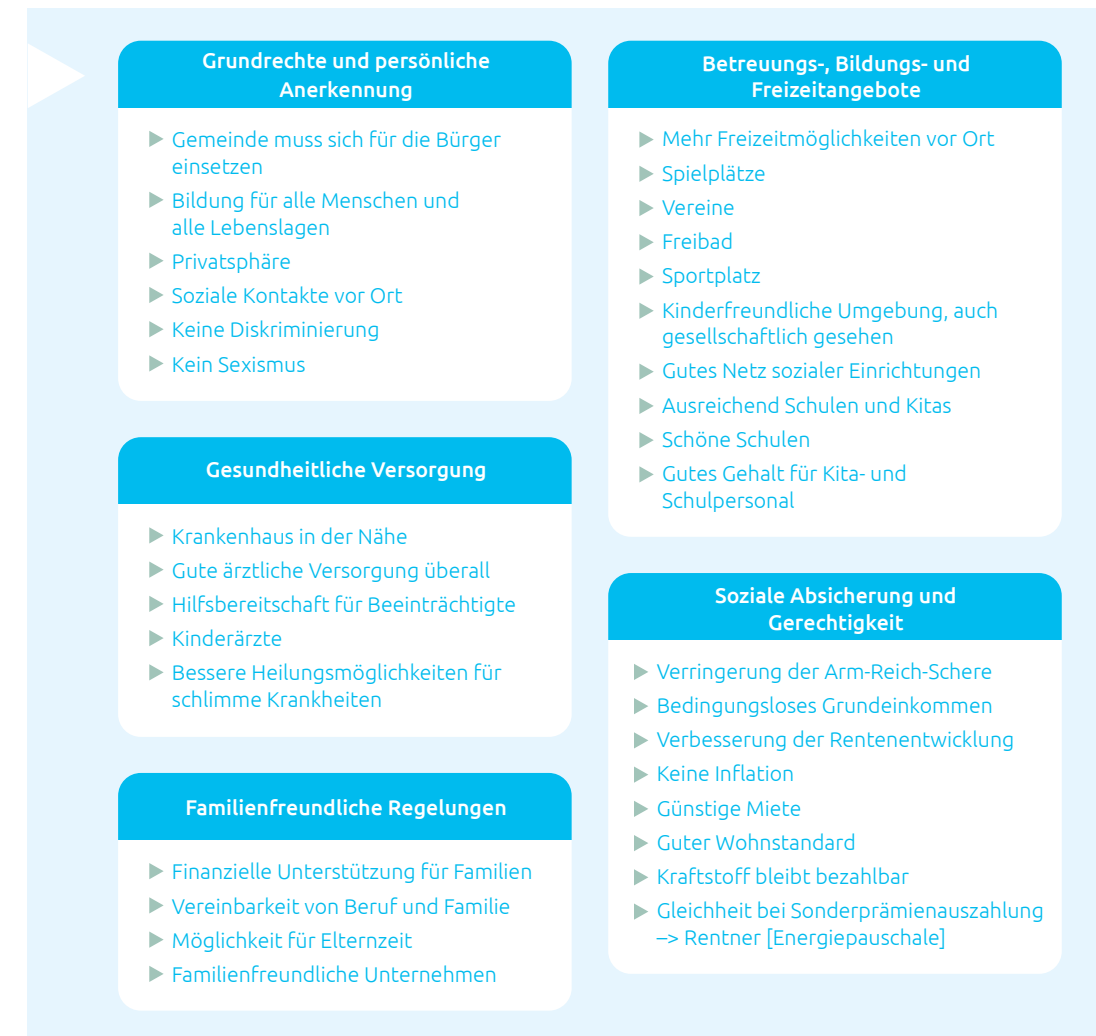 Grundrechte und persönliche
Anerkennung
Gemeinde muss sich für die Bürger
einsetzen
Bildung für alle Menschen und
alle Lebenslagen
Privatsphäre
Soziale Kontakte vor Ort
Keine Diskriminierung
Kein Sexismus
Gesundheitliche Versorgung
Krankenhaus in der Nähe
Gute ärztliche Versorgung überall
Hilfsbereitschaft für Beeinträchtigte
Kinderärzte
Bessere Heilungsmöglichkeiten für
schlimme Krankheiten
Familienfreundliche Regelungen
Finanzielle Unterstützung für Familien
Vereinbarkeit von Beruf und Familie
Möglichkeit für Elternzeit
Familienfreundliche Unternehmen
Betreuungs-, Bildungs- und
Freizeitangebote
Mehr Freizeitmöglichkeiten vor Ort
Spielplätze
Vereine
Freibad
Sportplatz
Kinderfreundliche Umgebung, auch
gesellschaftlich gesehen
Gutes Netz sozialer Einrichtungen
Ausreichend Schulen und Kitas
Schöne Schulen
Gutes Gehalt für Kita- und
Schulpersonal
Soziale Absicherung und
Gerechtigkeit
Verringerung der Arm-Reich-Schere
Bedingungsloses Grundeinkommen
Verbesserung der Rentenentwicklung
Keine Inflation
Günstige Miete
Guter Wohnstandard
Kraftstoff bleibt bezahlbar
Gleichheit bei Sonderprämienauszahlung
–> Rentner [Energiepauschale]